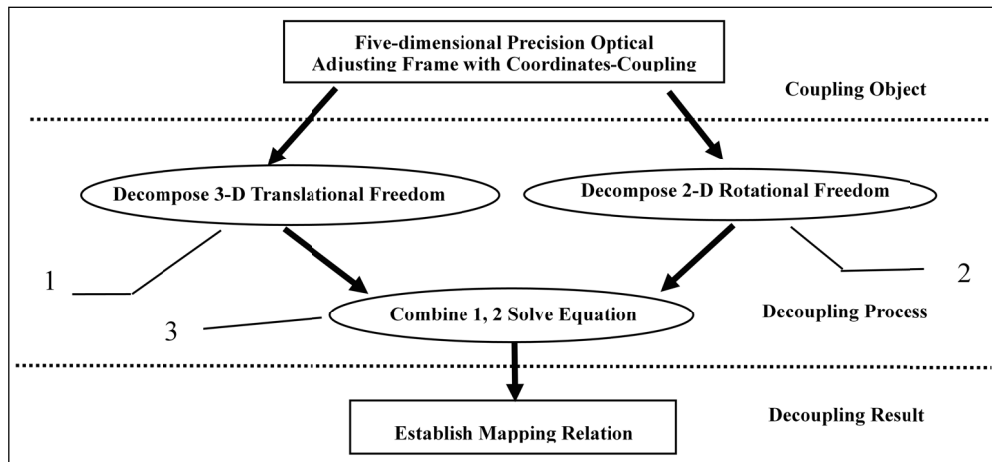 Five-dimensional Precision Optical
Adjusting Frame with Coordinates-Coupling
Coupling Object
Decompose 3-D Translational Freedom
Decompose 2-D Rotational Freedom
1
2
Combine 1, 2 Solve Equation
3
Decoupling Process
Establish Mapping Relation
Decoupling Result